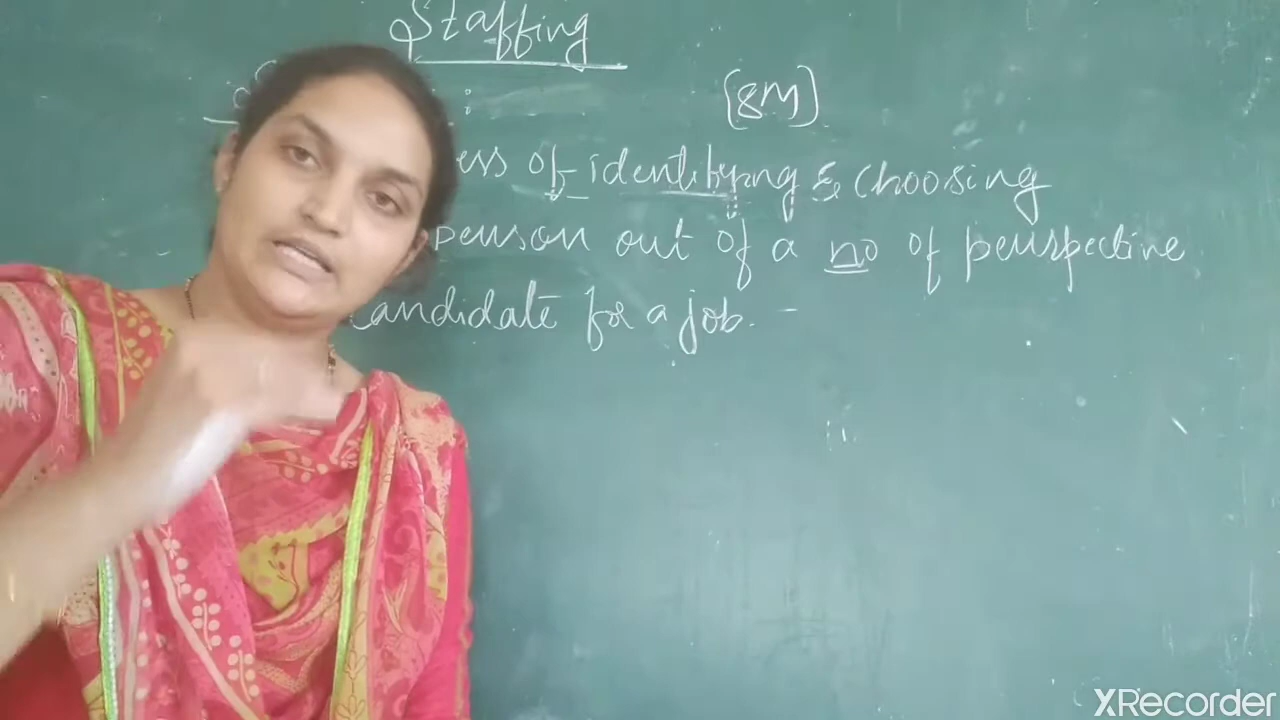 Staffing
:
[8M]
ess of identifying & choosing
person out of a no of perspective
candidate for a job. -
XRecorder